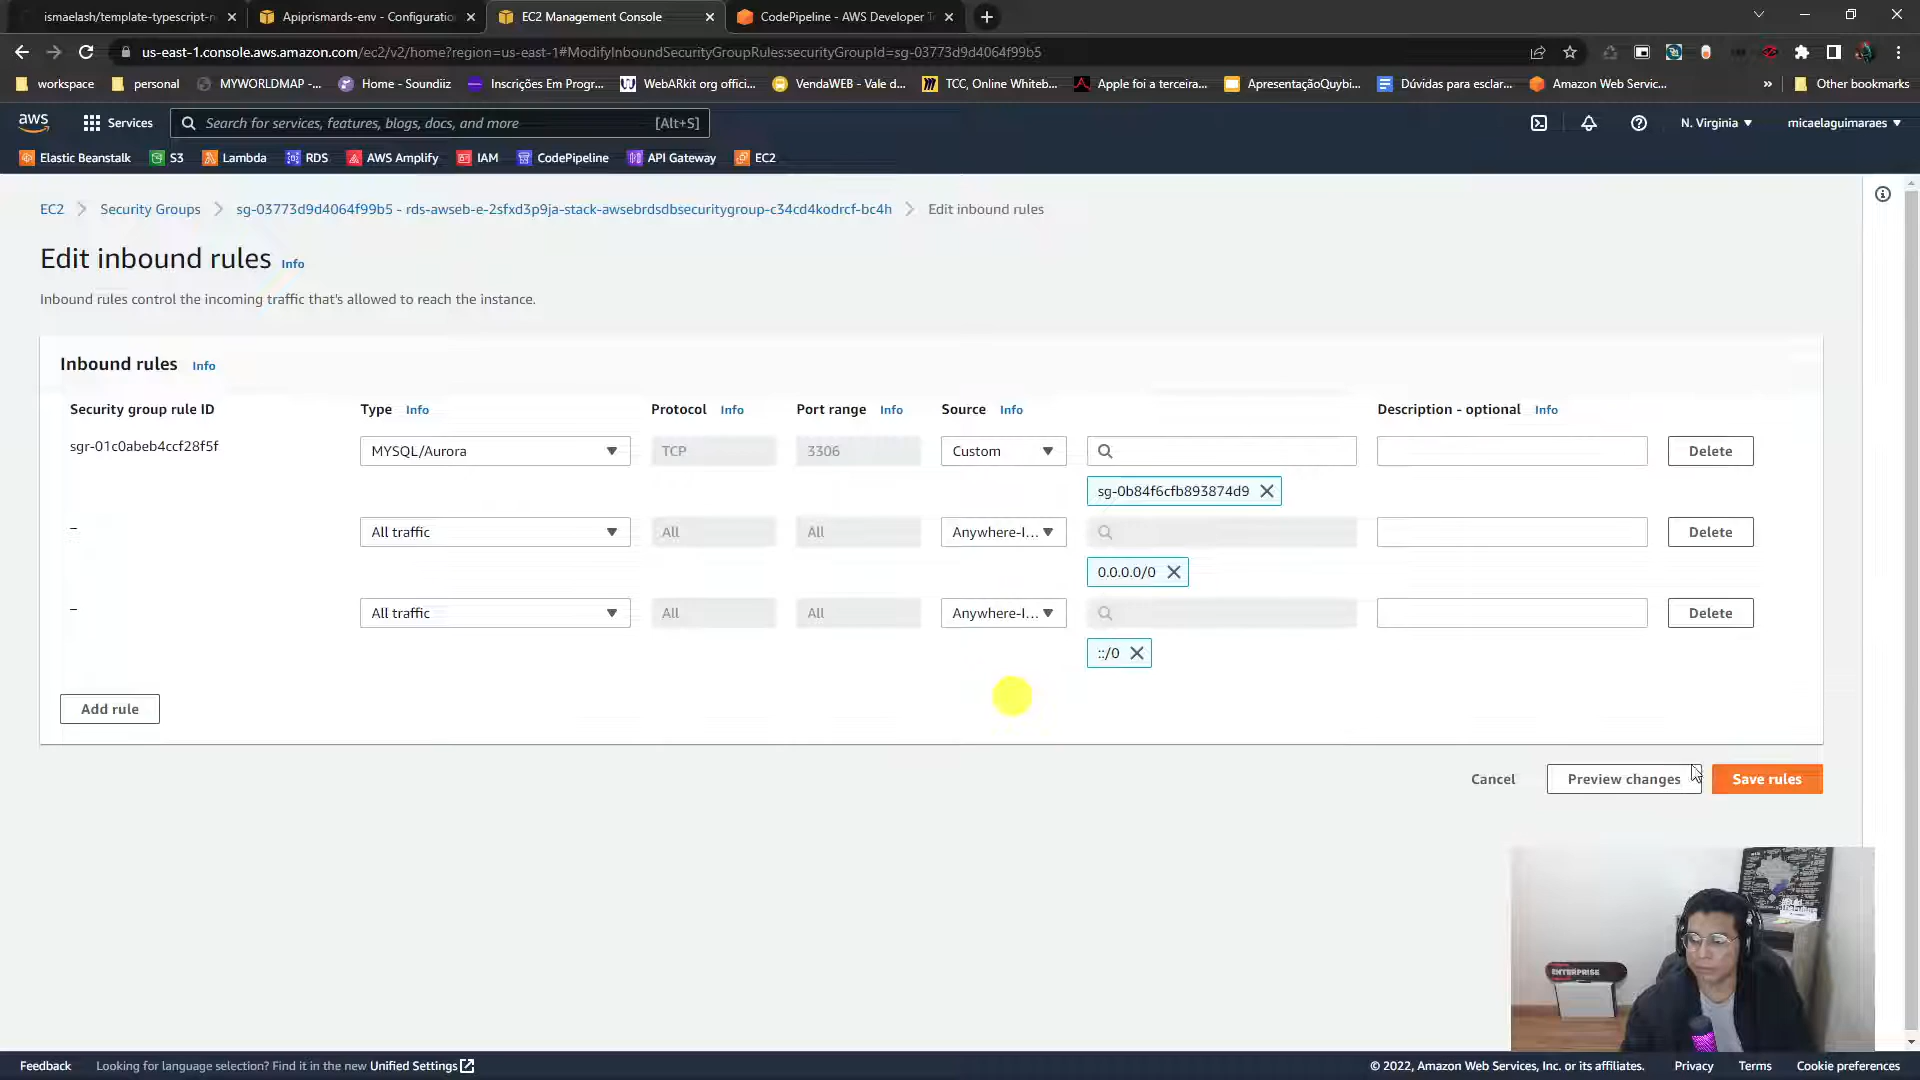 ismaelash/template-typescript-r
Apiprismards-env - Configuratio
EC2 Management Console
CodePipeline - AWS Developer T
us-east-1.console.aws.amazon.com/ec2/v2/home?region=us-east-1#ModifyInboundSecurityGroupRules:securityGroupId=sg-03773d9d4064f99b5
workspace personal MYWORLDMAP -... Home - Soundiiz Inscrições Em Progr... WebARkit org offici... VendaWEB - Vale d... TCC, Online Whiteb... Apple foi a terceira... ApresentaçãoQuybi... Dúvidas para esclar... Amazon Web Servic... » Other bookmarks
aws Services Search for services, features, blogs, docs, and more [Alt+S] N. Virginia micaelaguimaraes
Elastic Beanstalk S3 Lambda RDS AWS Amplify IAM CodePipeline API Gateway EC2
EC2 Security Groups sg-03773d9d4064f99b5 - rds-awseb-e-2sfxd3p9ja-stack-awsebrdsdbsecuritygroup-c34cd4kodrcf-bc4h Edit inbound rules
Edit inbound rules Info
Inbound rules control the incoming traffic that's allowed to reach the instance.
Inbound rules Info
Security group rule ID Type Info Protocol Info Port range Info Source Info Description - optional Info
sgr-01c0abeb4ccf28f5f MYSQL/Aurora TCP 3306 Custom Delete
sg-0b84f6cfb893874d9
– All traffic All All Anywhere-I... Delete
0.0.0.0/0
– All traffic All All Anywhere-I... Delete
::/0
Add rule
Cancel Preview changes Save rules
ENTERPRISE
Feedback Looking for language selection? Find it in the new Unified Settings © 2022, Amazon Web Services, Inc. or its affiliates. Privacy Terms Cookie preferences